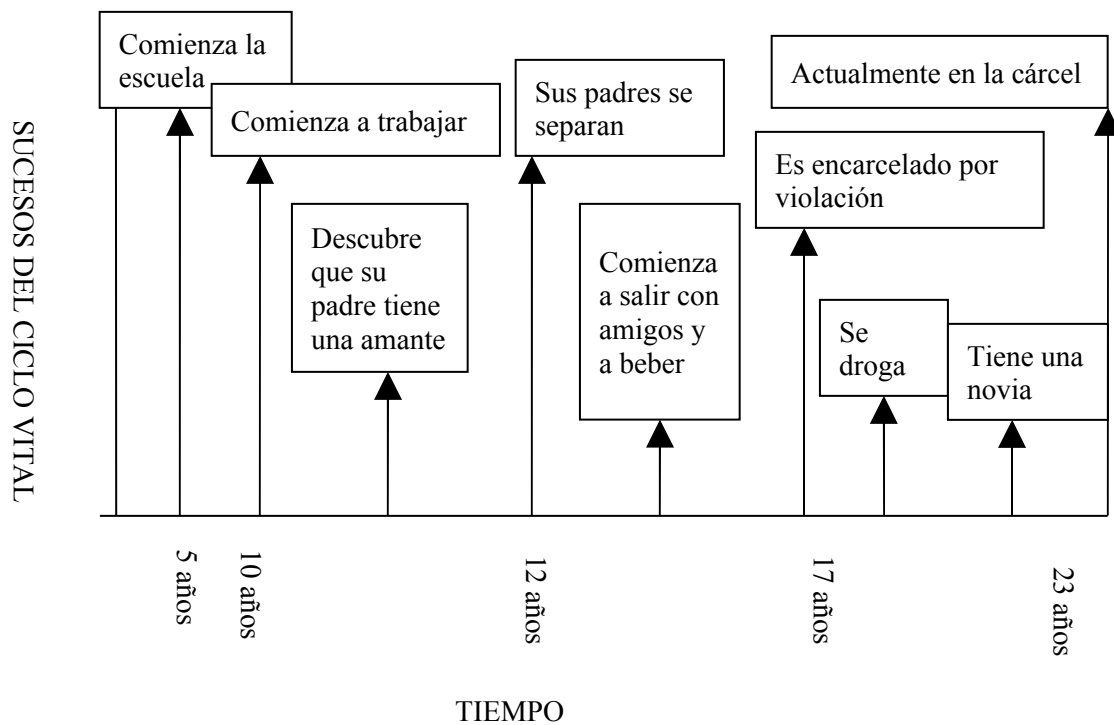 Comienza la
escuela
Comienza a trabajar
Descubre
que su
padre tiene
una amante
Sus padres se
separan
Comienza
a salir con
amigos y
a beber
Es encarcelado por
violación
Se
droga
Tiene una
novia
Actualmente en la cárcel
SUCESOS DEL CICLO VITAL
5 años
10 años
12 años
17 años
23 años
TIEMPO